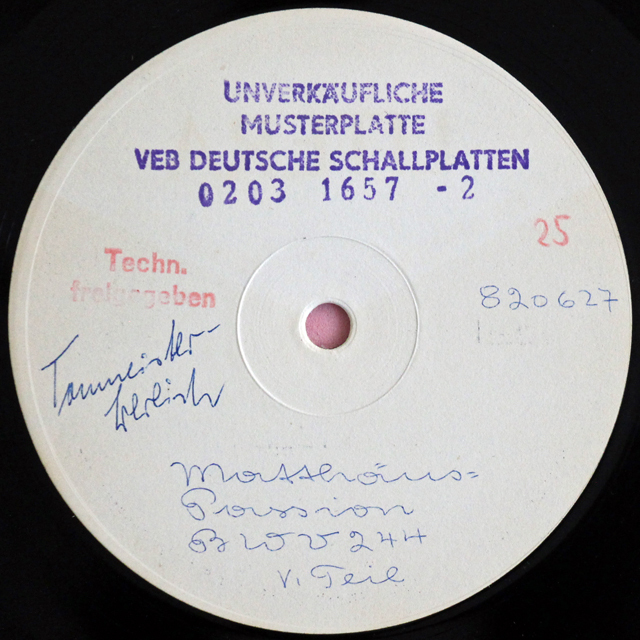 UNVERKÄUFLICHE
MUSTERPLATTE
VEB DEUTSCHE SCHALLPLATTEN
0203 1657 -2
25
Techn.
freigegeben
820627
Tonmeister-
Matthäus=
Passion
BWV 244
V. Teil